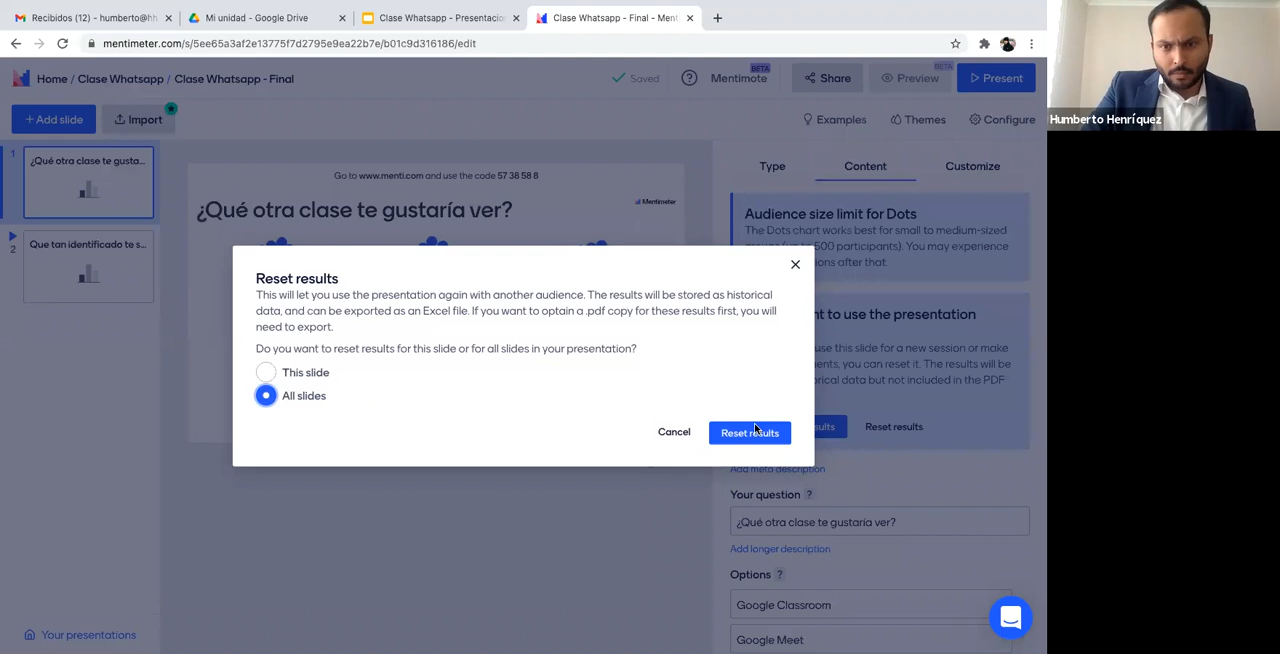 Recibidos (12) - humberto@hh
Mi unidad - Google Drive
Clase Whatsapp - Presentacio
Clase Whatsapp - Final - Ment
mentimeter.com/s/5ee65a3af2e13775f7d2795e9ea22b7e/b01c9d316186/edit
Home / Clase Whatsapp / Clase Whatsapp - Final
Saved
Mentimote
BETA
Share
Preview
BETA
Present
+ Add slide
Import
Examples
Themes
Configure
Humberto Henríquez
1
¿Qué otra clase te gusta...
2
Que tan identificado te s...
Go to www.menti.com and use the code 57 38 58 8
Mentimeter
¿Qué otra clase te gustaría ver?
Type
Content
Customize
Audience size limit for Dots
The Dots chart works best for small to medium-sized
500 participants). You may experience
ions after that.
nt to use the presentation
use this slide for a new session or make
ents, you can reset it. The results will be
orical data but not included in the PDF
sults
Reset results
Reset results
This will let you use the presentation again with another audience. The results will be stored as historical
data, and can be exported as an Excel file. If you want to optain a .pdf copy for these results first, you will
need to export.
Do you want to reset results for this slide or for all slides in your presentation?
This slide
All slides
Cancel
Reset results
Add meta description
Your question ?
¿Qué otra clase te gustaría ver?
Add longer description
Options ?
Google Classroom
Google Meet
Your presentations